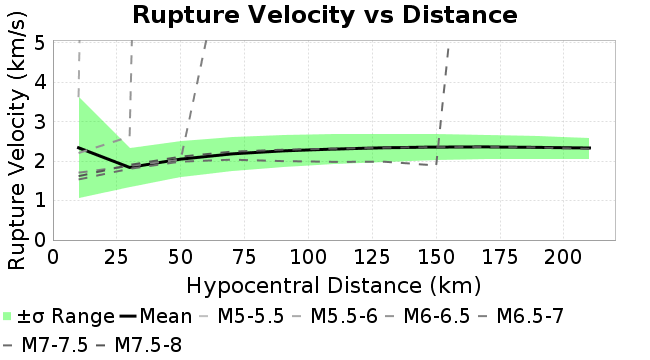 Rupture Velocity vs Distance
Rupture Velocity (km/s)
5
4
3
2
1
0
0 25 50 75 100 125 150 175 200
Hypocentral Distance (km)
±σ Range Mean M5-5.5 M5.5-6 M6-6.5 M6.5-7
M7-7.5 M7.5-8